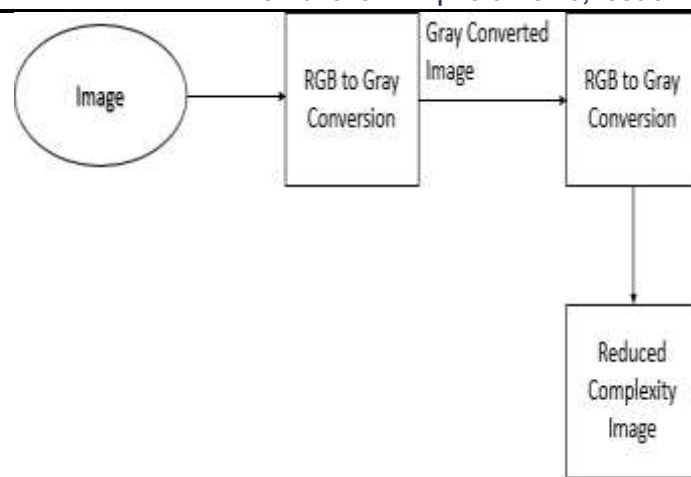 Gray Converted
Image
Image
RGB to Gray
Conversion
RGB to Gray
Conversion
Reduced
Complexity
Image